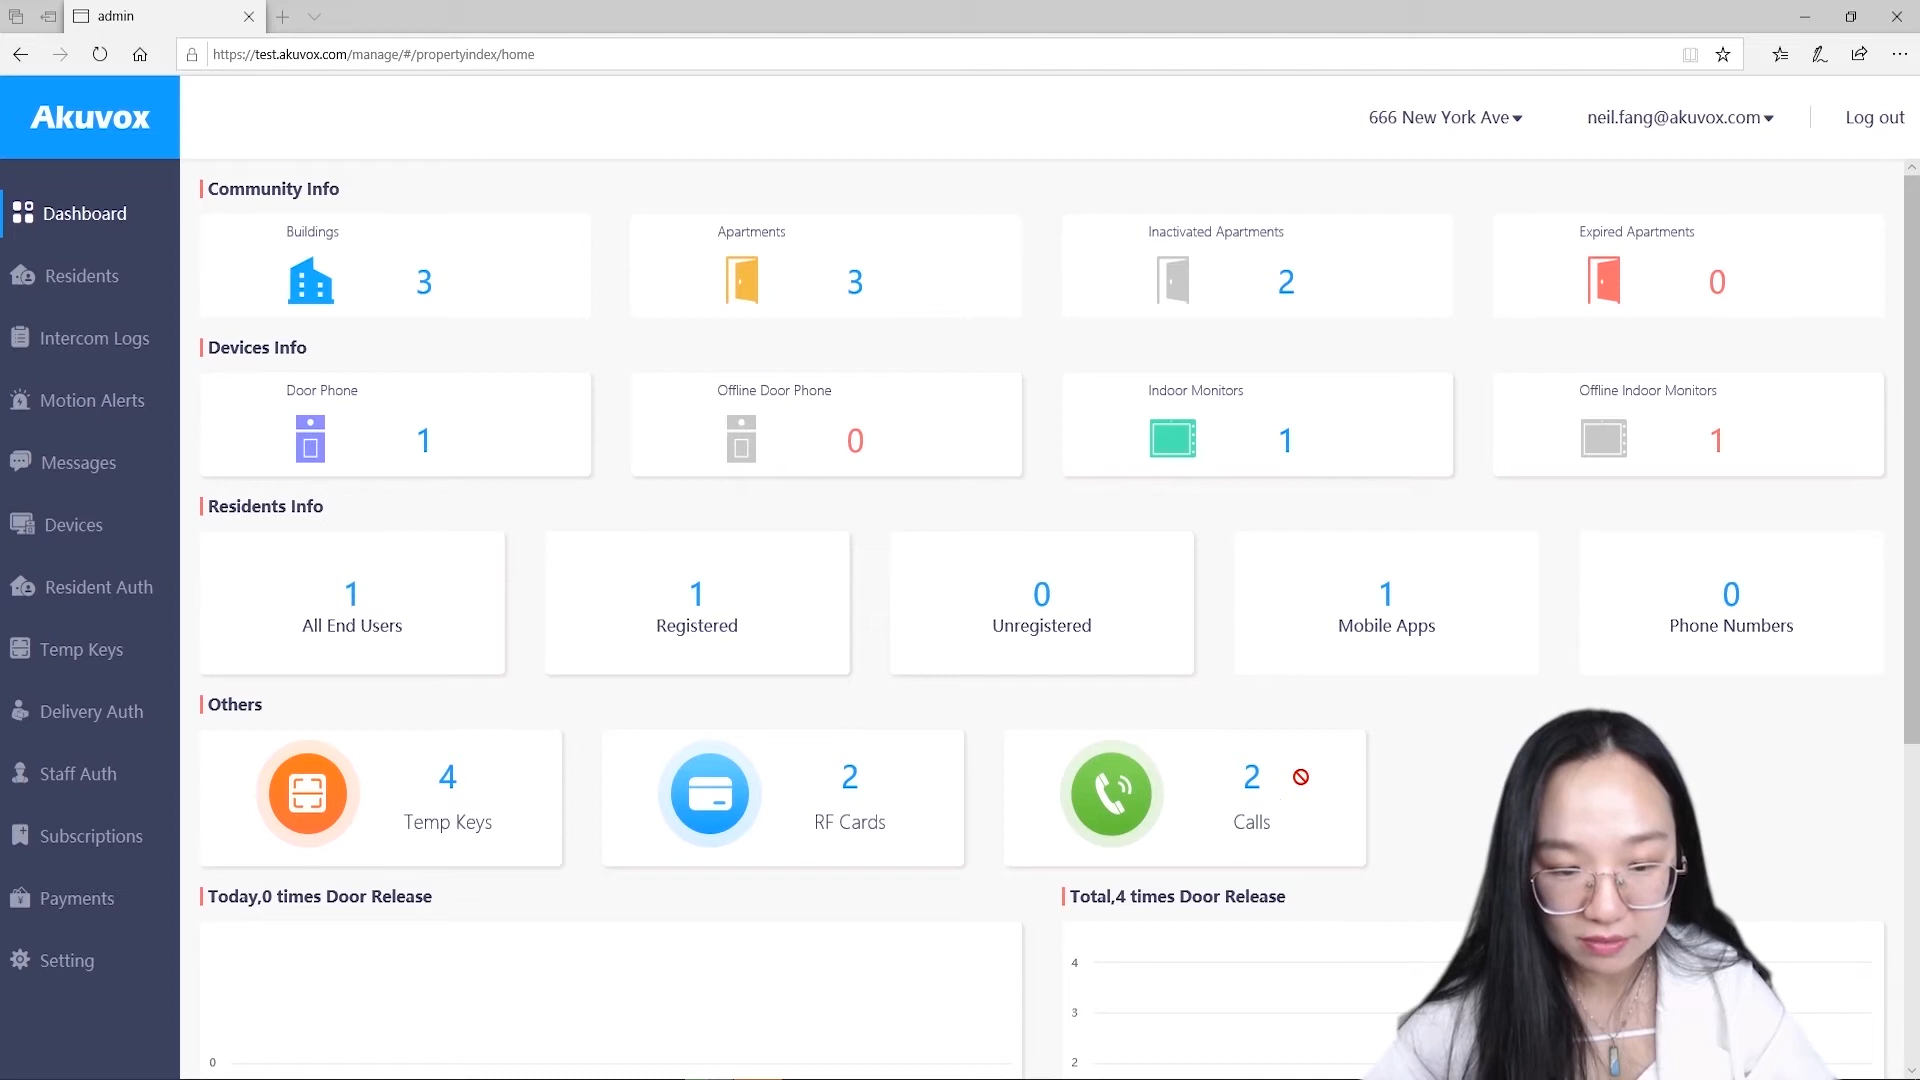 admin
https://test.akuvox.com/manage/#/propertyindex/home
Akuvox
666 New York Ave
neil.fang@akuvox.com
Log out
Dashboard
Residents
Intercom Logs
Motion Alerts
Messages
Devices
Resident Auth
Temp Keys
Delivery Auth
Staff Auth
Subscriptions
Payments
Setting
Community Info
Buildings
3
Apartments
3
Inactivated Apartments
2
Expired Apartments
0
Devices Info
Door Phone
1
Offline Door Phone
0
Indoor Monitors
1
Offline Indoor Monitors
1
Residents Info
1
All End Users
1
Registered
0
Unregistered
1
Mobile Apps
0
Phone Numbers
Others
4
Temp Keys
2
RF Cards
2
Calls
Today,0 times Door Release
0
Total,4 times Door Release
4
3
2